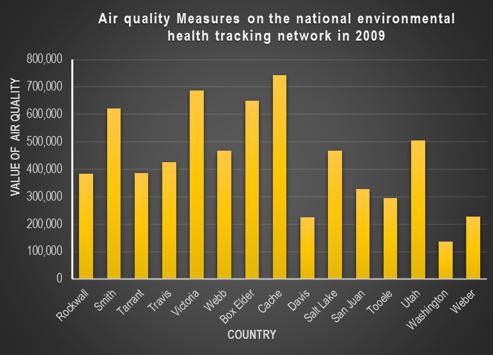 Air quality Measures on the national environmental
health tracking network in 2009
VALUE OF AIR QUALITY
800,000
700,000
600,000
500,000
400,000
300,000
200,000
100,000
0
Rockwall
Smith
Tarrant
Travis
Victoria
Webb
Box Elder
Cache
Davis
Salt Lake
San Juan
Tooele
Utah
Washington
Weber
COUNTRY